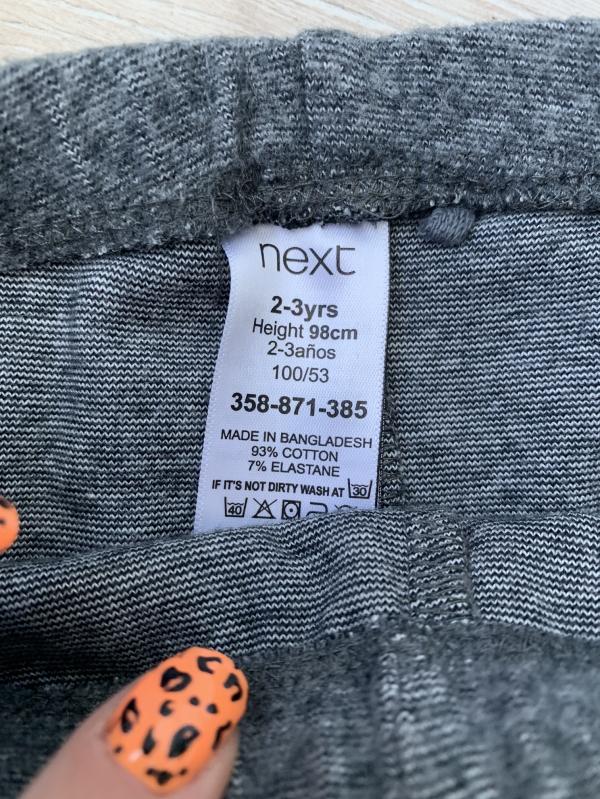 next
2-3yrs
Height 98cm
2-3años
100/53
358-871-385
MADE IN BANGLADESH
93% COTTON
7% ELASTANE
IF IT'S NOT DIRTY WASH AT 30
40